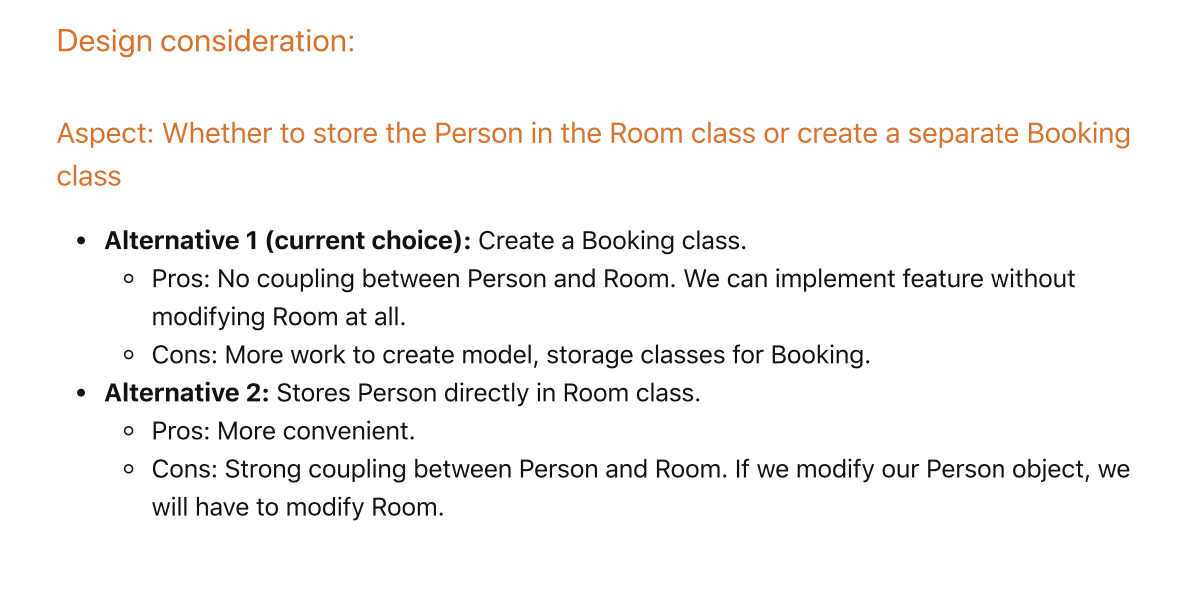 Design consideration:
Aspect: Whether to store the Person in the Room class or create a separate Booking
class
• Alternative 1 (current choice): Create a Booking class.
◦ Pros: No coupling between Person and Room. We can implement feature without
modifying Room at all.
◦ Cons: More work to create model, storage classes for Booking.
• Alternative 2: Stores Person directly in Room class.
◦ Pros: More convenient.
◦ Cons: Strong coupling between Person and Room. If we modify our Person object, we
will have to modify Room.